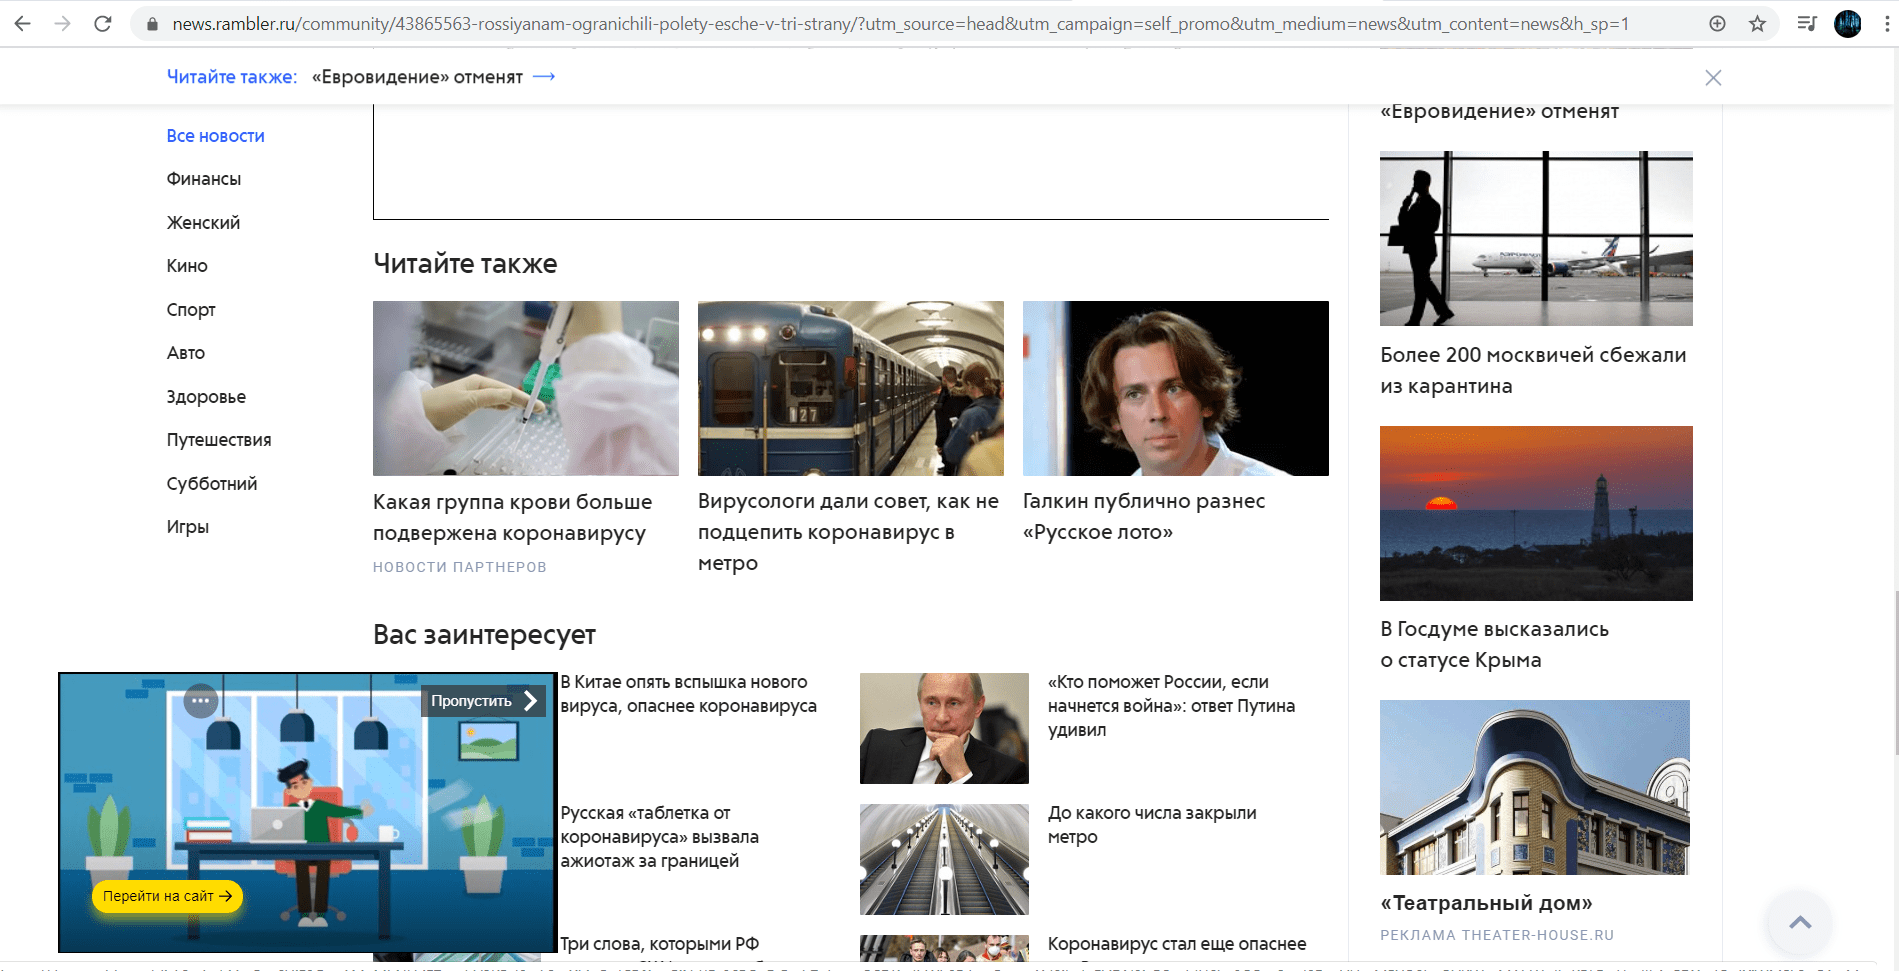 news.rambler.ru/community/43865563-rossiyanam-ogranichili-polety-esche-v-tri-strany/?utm_source=head&utm_campaign=self_promo&utm_medium=news&utm_content=news&h_sp=1
Читайте также: «Евровидение» отменят →
Все новости
Финансы
Женский
Кино
Спорт
Авто
Здоровье
Путешествия
Субботний
Игры
Читайте также
Какая группа крови больше
подвержена коронавирусу
НОВОСТИ ПАРТНЕРОВ
127
Вирусологи дали совет, как не
подцепить коронавирус в
метро
Галкин публично разнес
«Русское лото»
Вас заинтересует
Пропустить
Перейти на сайт →
В Китае опять вспышка нового
вируса, опаснее коронавируса
Русская «таблетка от
коронавируса» вызвала
ажиотаж за границей
Три слова, которыми РФ
«Кто поможет России, если
начнется война»: ответ Путина
удивил
До какого числа закрыли
метро
Коронавирус стал еще опаснее
«Евровидение» отменят
АЭРОФЛОТ
Более 200 москвичей сбежали
из карантина
В Госдуме высказались
о статусе Крыма
«Театральный дом»
РЕКЛАМА THEATER-HOUSE.RU